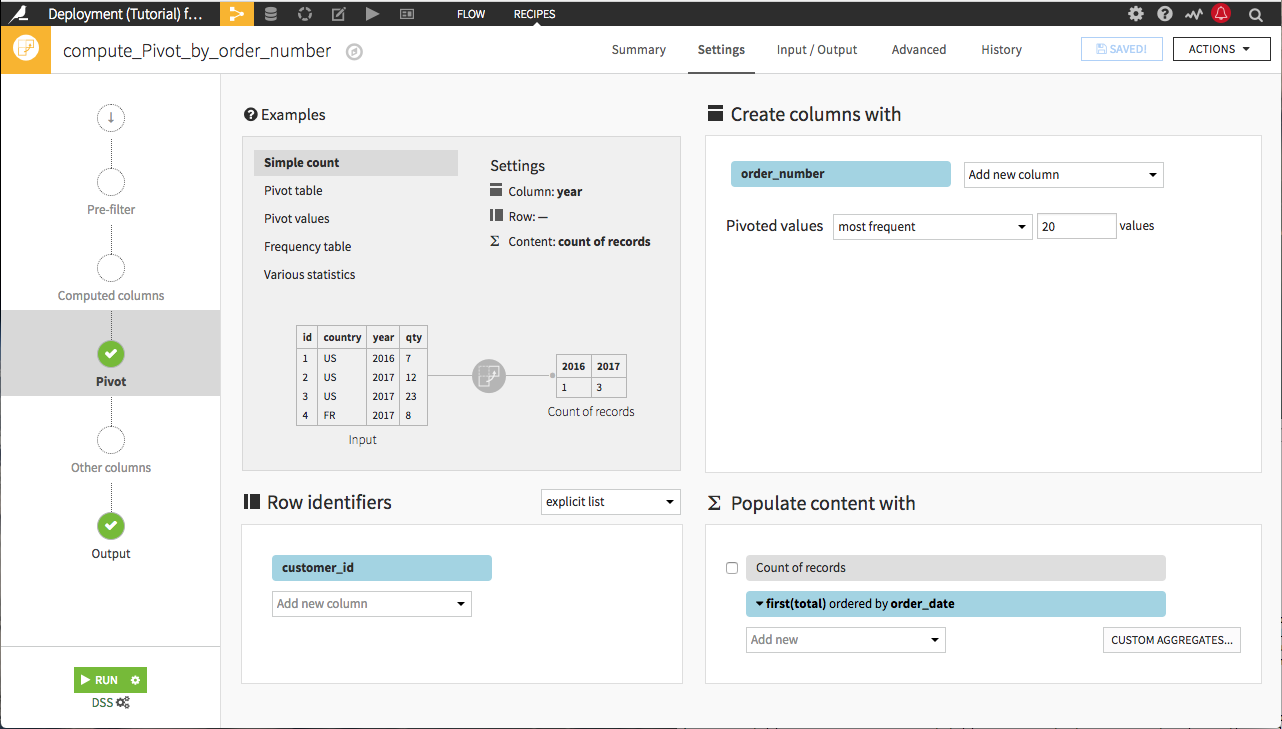 Deployment (Tutorial) f...
FLOW
RECIPES
compute_Pivot_by_order_number
Summary
Settings
Input / Output
Advanced
History
SAVED!
ACTIONS
Pre-filter
Computed columns
Pivot
Other columns
Output
RUN
DSS
Examples
Simple count
Pivot table
Pivot values
Frequency table
Various statistics
Settings
Column: year
Row: —
Content: count of records
id country year qty
1 US 2016 7
2 US 2017 12
3 US 2017 23
4 FR 2017 8
Input
2016 2017
1 3
Count of records
Create columns with
order_number
Add new column
Pivoted values most frequent 20 values
Row identifiers
explicit list
customer_id
Add new column
Σ Populate content with
Count of records
first(total) ordered by order_date
Add new
CUSTOM AGGREGATES...